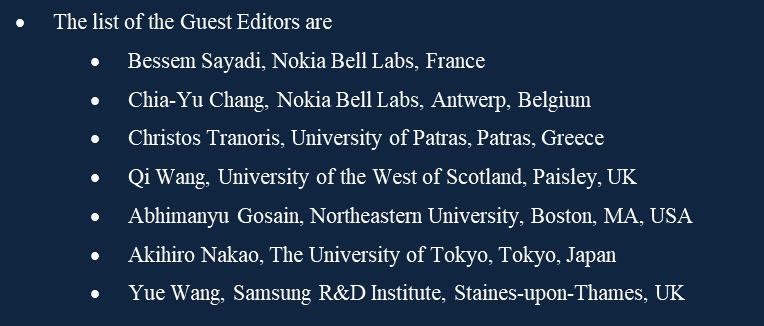 The list of the Guest Editors are
Bessem Sayadi, Nokia Bell Labs, France
Chia-Yu Chang, Nokia Bell Labs, Antwerp, Belgium
Christos Tranoris, University of Patras, Patras, Greece
Qi Wang, University of the West of Scotland, Paisley, UK
Abhimanyu Gosain, Northeastern University, Boston, MA, USA
Akihiro Nakao, The University of Tokyo, Tokyo, Japan
Yue Wang, Samsung R&D Institute, Staines-upon-Thames, UK